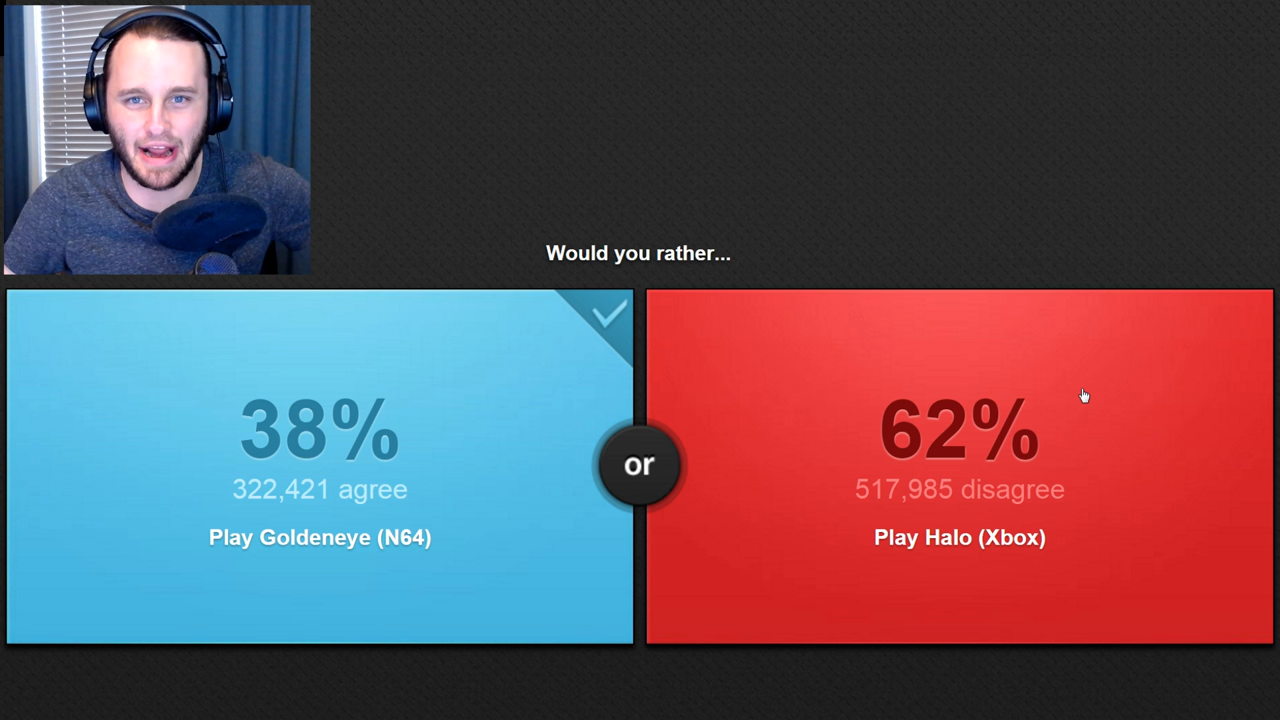 Would you rather...
38%
322,421 agree
Play Goldeneye (N64)
or
62%
517,985 disagree
Play Halo (Xbox)